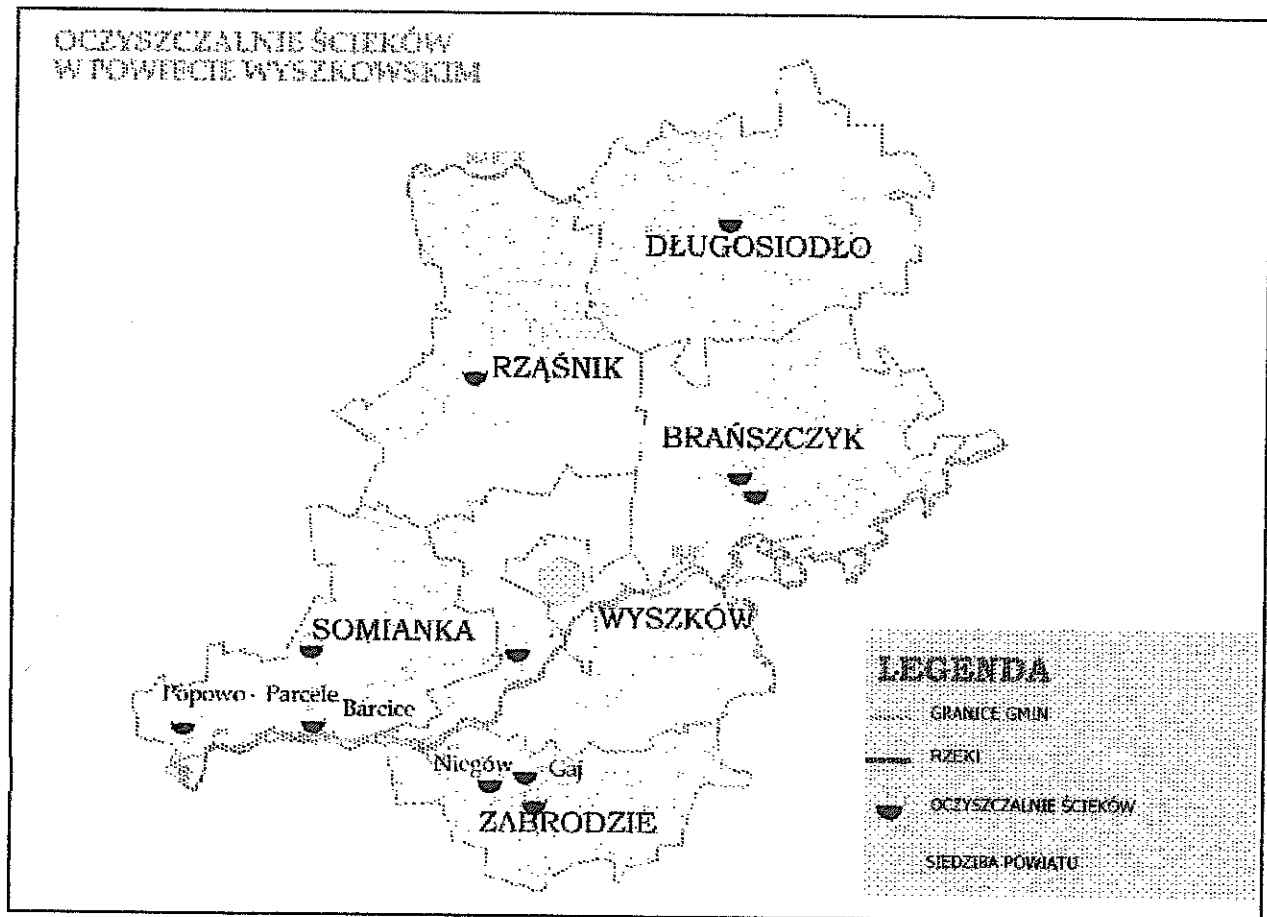 OCZYSZCZALNIE ŚCIEKÓW
W POWIECIE WYSZKOWSKIM
DŁUGOSIODŁO
RZĄŚNIK
BRAŃSZCZYK
BUG
WYSZKÓW
SOMIANKA
Popowo - Parcele
Barcice
Niegów
Gaj
ZABRODZIE
LEGENDA
GRANICE GMIN
RZEKI
OCZYSZCZALNIE ŚCIEKÓW
SIEDZIBA POWIATU